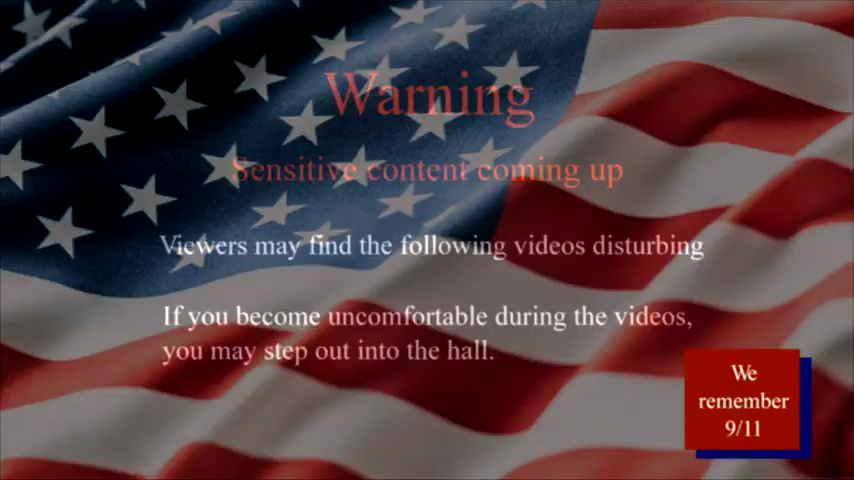 Warning
Sensitive content coming up
Viewers may find the following videos disturbing
If you become uncomfortable during the videos,
you may step out into the hall.
We
remember
9/11